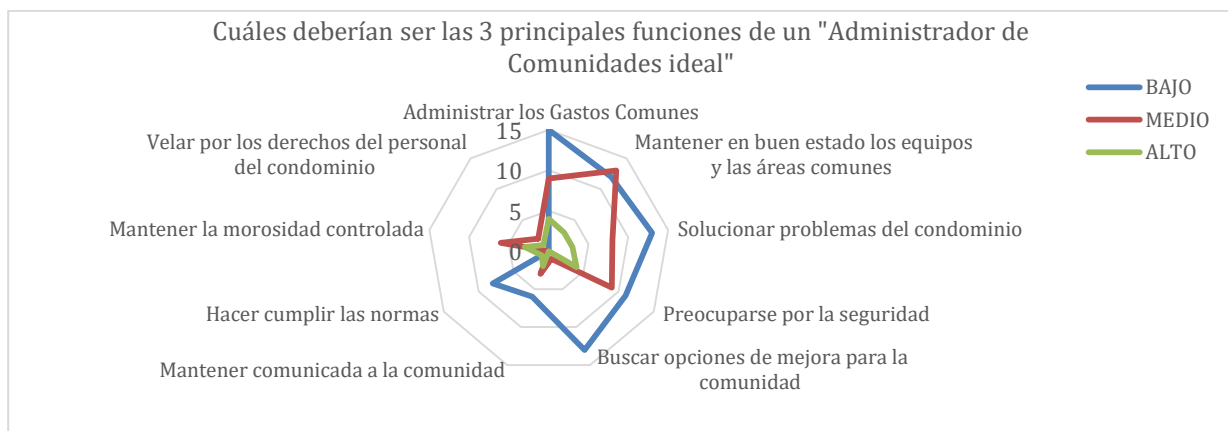 Cuáles deberían ser las 3 principales funciones de un "Administrador de
Comunidades ideal"
BAJO
MEDIO
ALTO
Administrar los Gastos Comunes
Mantener en buen estado los equipos
y las áreas comunes
Solucionar problemas del condominio
Preocuparse por la seguridad
Buscar opciones de mejora para la
comunidad
Mantener comunicada a la comunidad
Hacer cumplir las normas
Mantener la morosidad controlada
Velar por los derechos del personal
del condominio
15
10
5
0